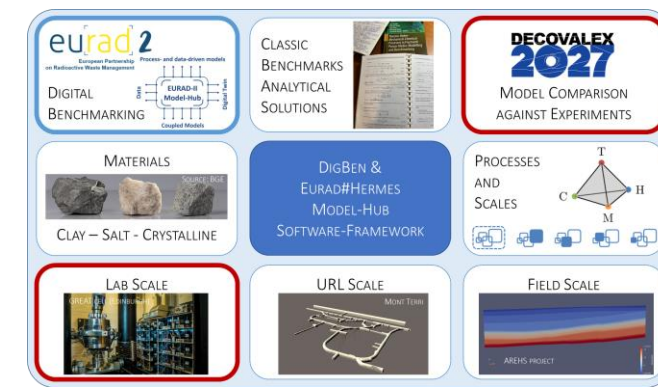 eurad 2
European Partnership
on Radioactive Waste Management
Process- and data-driven models
DIGITAL
BENCHMARKING
Data
EURAD-II
Model-Hub
Digital Twin
Coupled Models
CLASSIC
BENCHMARKS
ANALYTICAL
SOLUTIONS
DECOVALEX
2027
MODEL COMPARISON
AGAINST EXPERIMENTS
MATERIALS
SOURCE: BGE
CLAY – SALT - CRYSTALLINE
DIGBEN &
EURAD#HERMES
MODEL-HUB
SOFTWARE-FRAMEWORK
PROCESSES
AND
SCALES
T
C
H
M
LAB SCALE
URL SCALE
MONT TERRI
FIELD SCALE
AREHS PROJECT